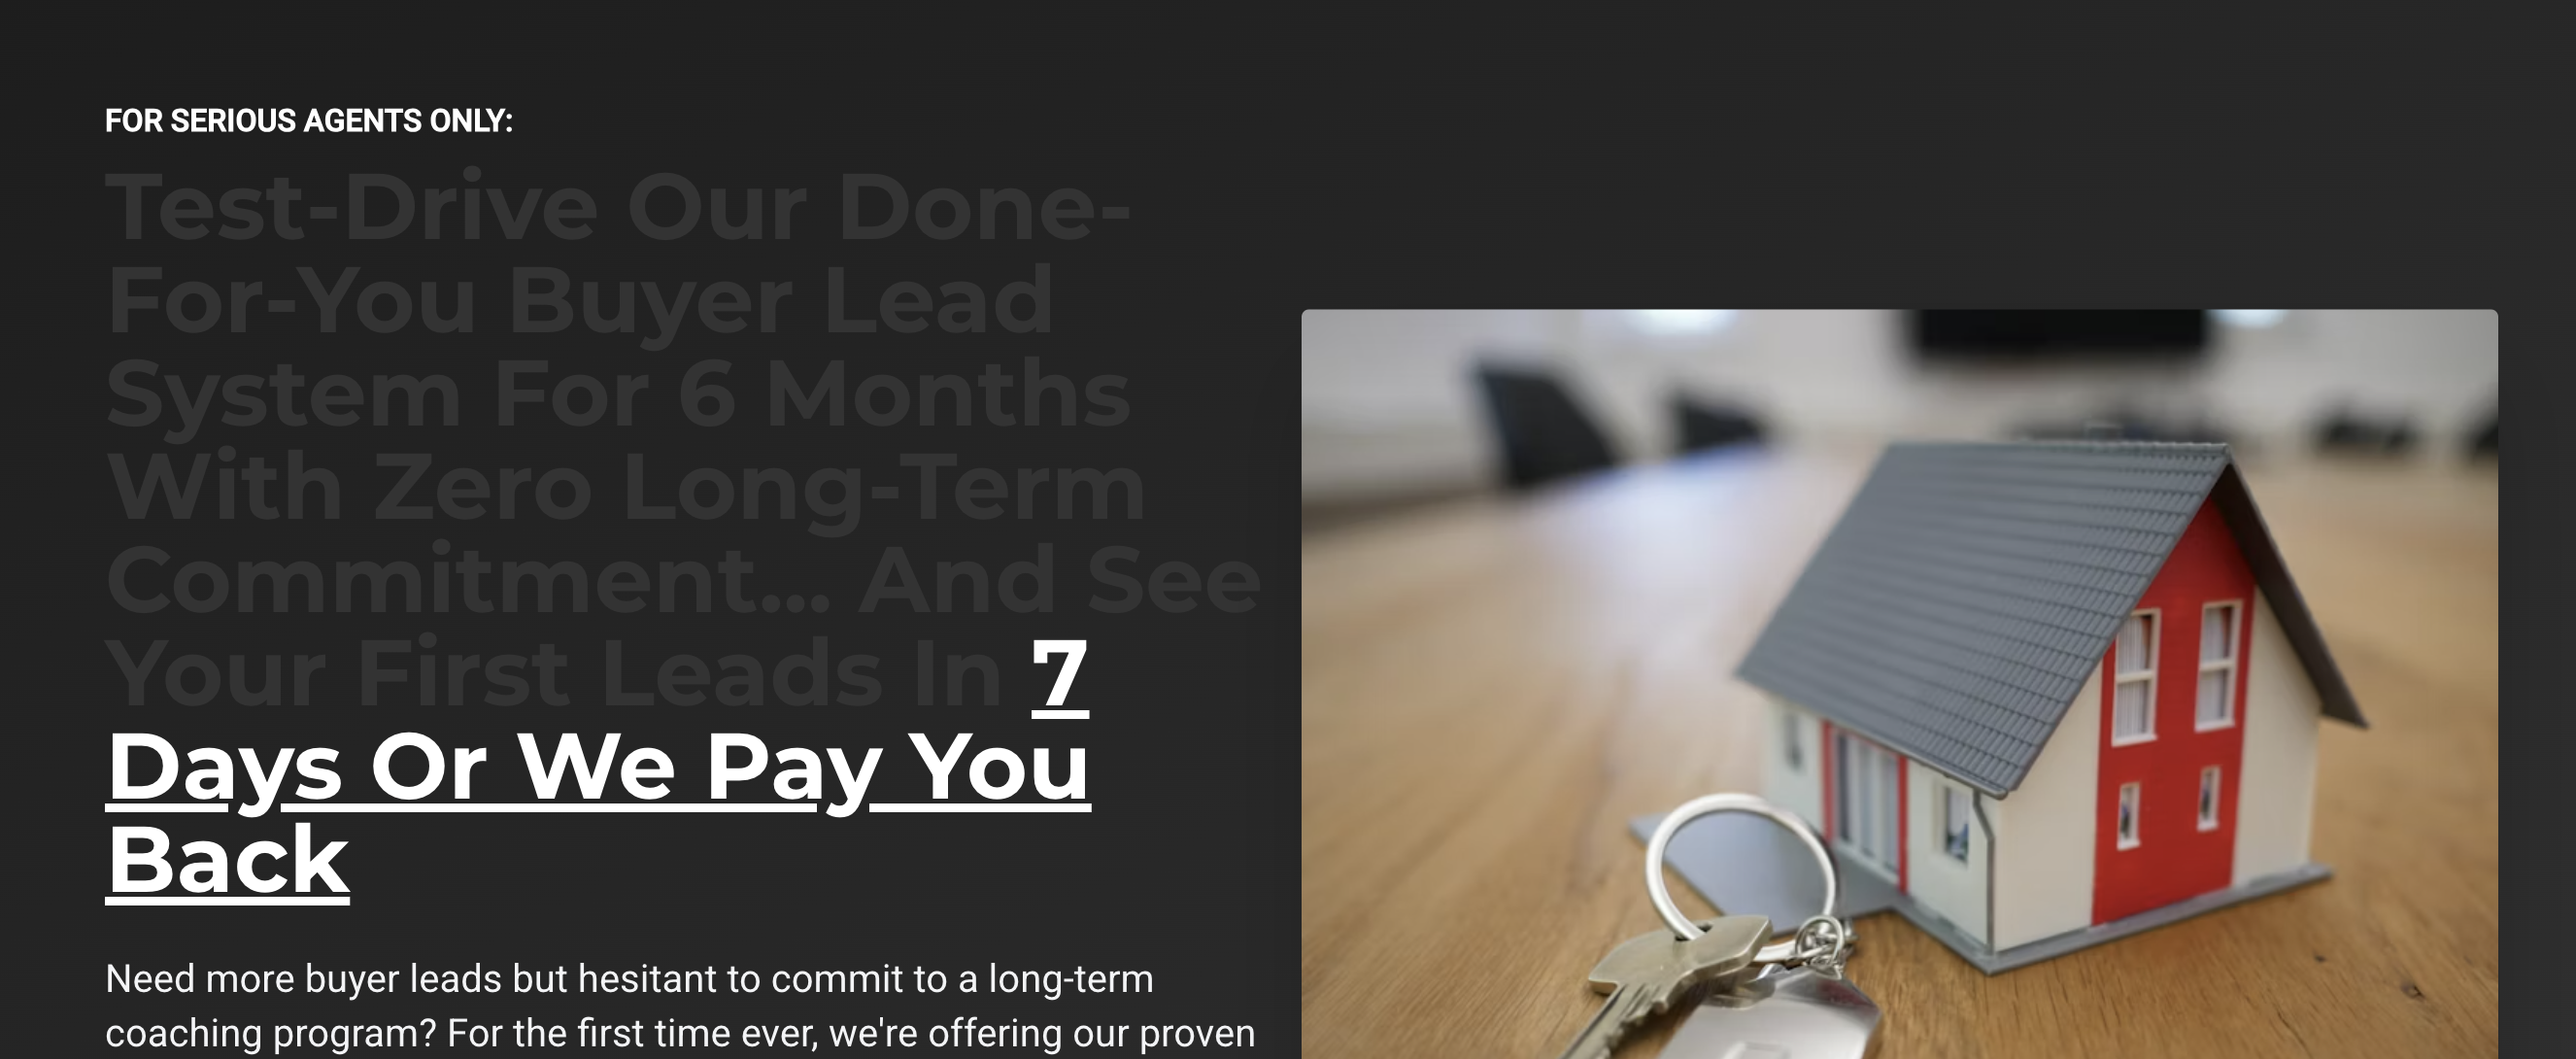 FOR SERIOUS AGENTS ONLY:
Test-Drive Our Done-
For-You Buyer Lead
System For 6 Months
With Zero Long-Term
Commitment... And See
Your First Leads In 7
Days Or We Pay You
Back
Need more buyer leads but hesitant to commit to a long-term
coaching program? For the first time ever, we're offering our proven